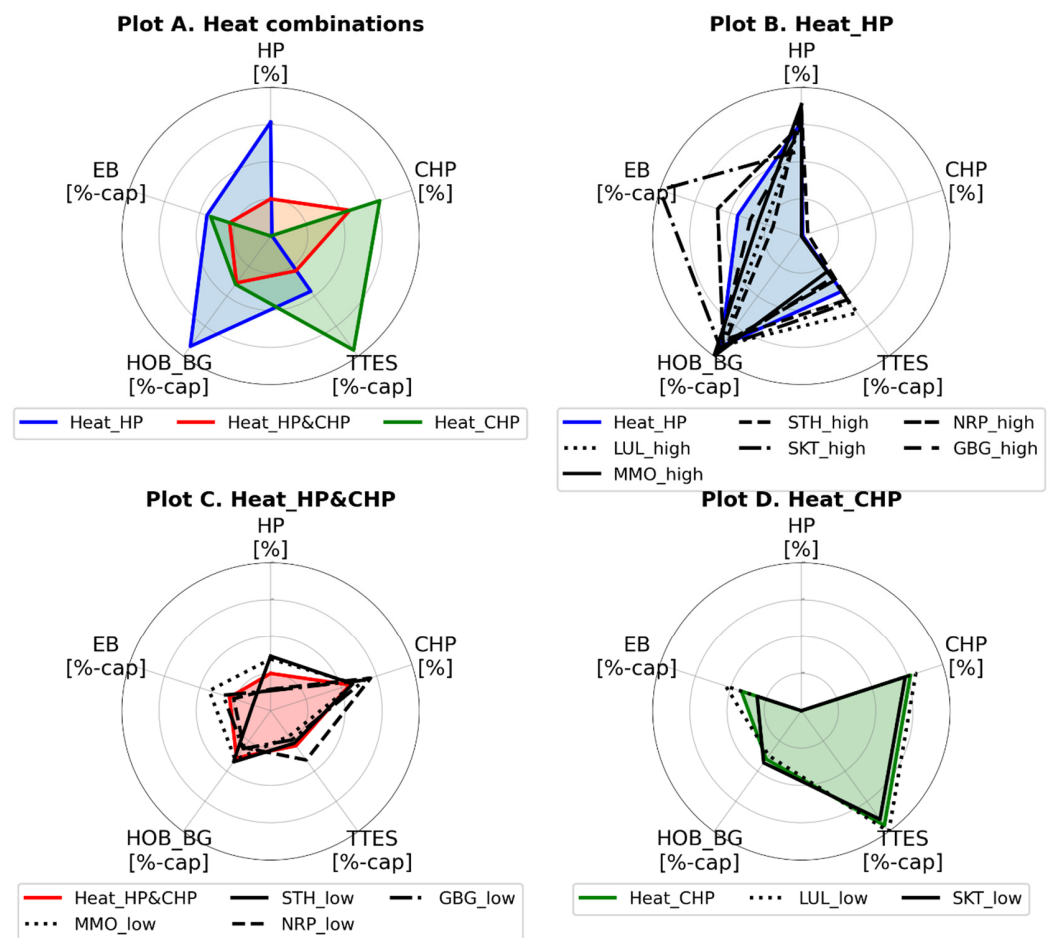 Plot A. Heat combinations
HP
[%]
CHP
[%]
TTES
[%-cap]
HOB_BG
[%-cap]
EB
[%-cap]
Heat_HP Heat_HP&CHP Heat_CHP
Plot B. Heat_HP
HP
[%]
CHP
[%]
TTES
[%-cap]
HOB_BG
[%-cap]
EB
[%-cap]
Heat_HP STH_high NRP_high
LUL_high SKT_high GBG_high
MMO_high
Plot C. Heat_HP&CHP
HP
[%]
CHP
[%]
TTES
[%-cap]
HOB_BG
[%-cap]
EB
[%-cap]
Heat_HP&CHP STH_low GBG_low
MMO_low NRP_low
Plot D. Heat_CHP
HP
[%]
CHP
[%]
TTES
[%-cap]
HOB_BG
[%-cap]
EB
[%-cap]
Heat_CHP LUL_low SKT_low